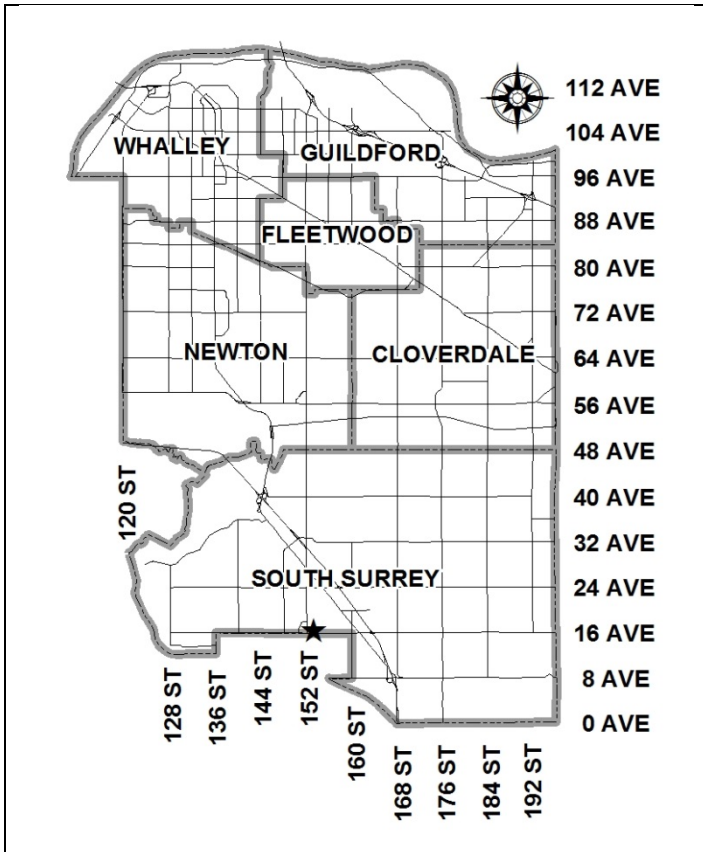 112 AVE
104 AVE
WHALLEY
GUILDFORD
96 AVE
88 AVE
FLEETWOOD
80 AVE
72 AVE
NEWTON
CLOVERDALE
64 AVE
56 AVE
48 AVE
120 ST
40 AVE
32 AVE
SOUTH SURREY
24 AVE
16 AVE
128 ST
136 ST
144 ST
152 ST
160 ST
8 AVE
0 AVE
168 ST
176 ST
184 ST
192 ST